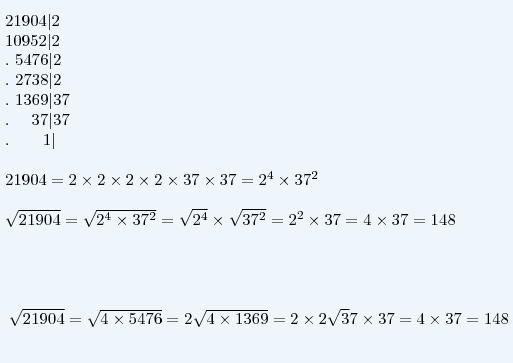 21904|2
10952|2
. 5476|2
. 2738|2
. 1369|37
. 37|37
. 1|
21904 = 2 × 2 × 2 × 2 × 37 × 37 = 2⁴ × 37²
√21904 = √2⁴ × 37² = √2⁴ × √37² = 2² × 37 = 4 × 37 = 148
√21904 = √4 × 5476 = 2√4 × 1369 = 2 × 2√37 × 37 = 4 × 37 = 148